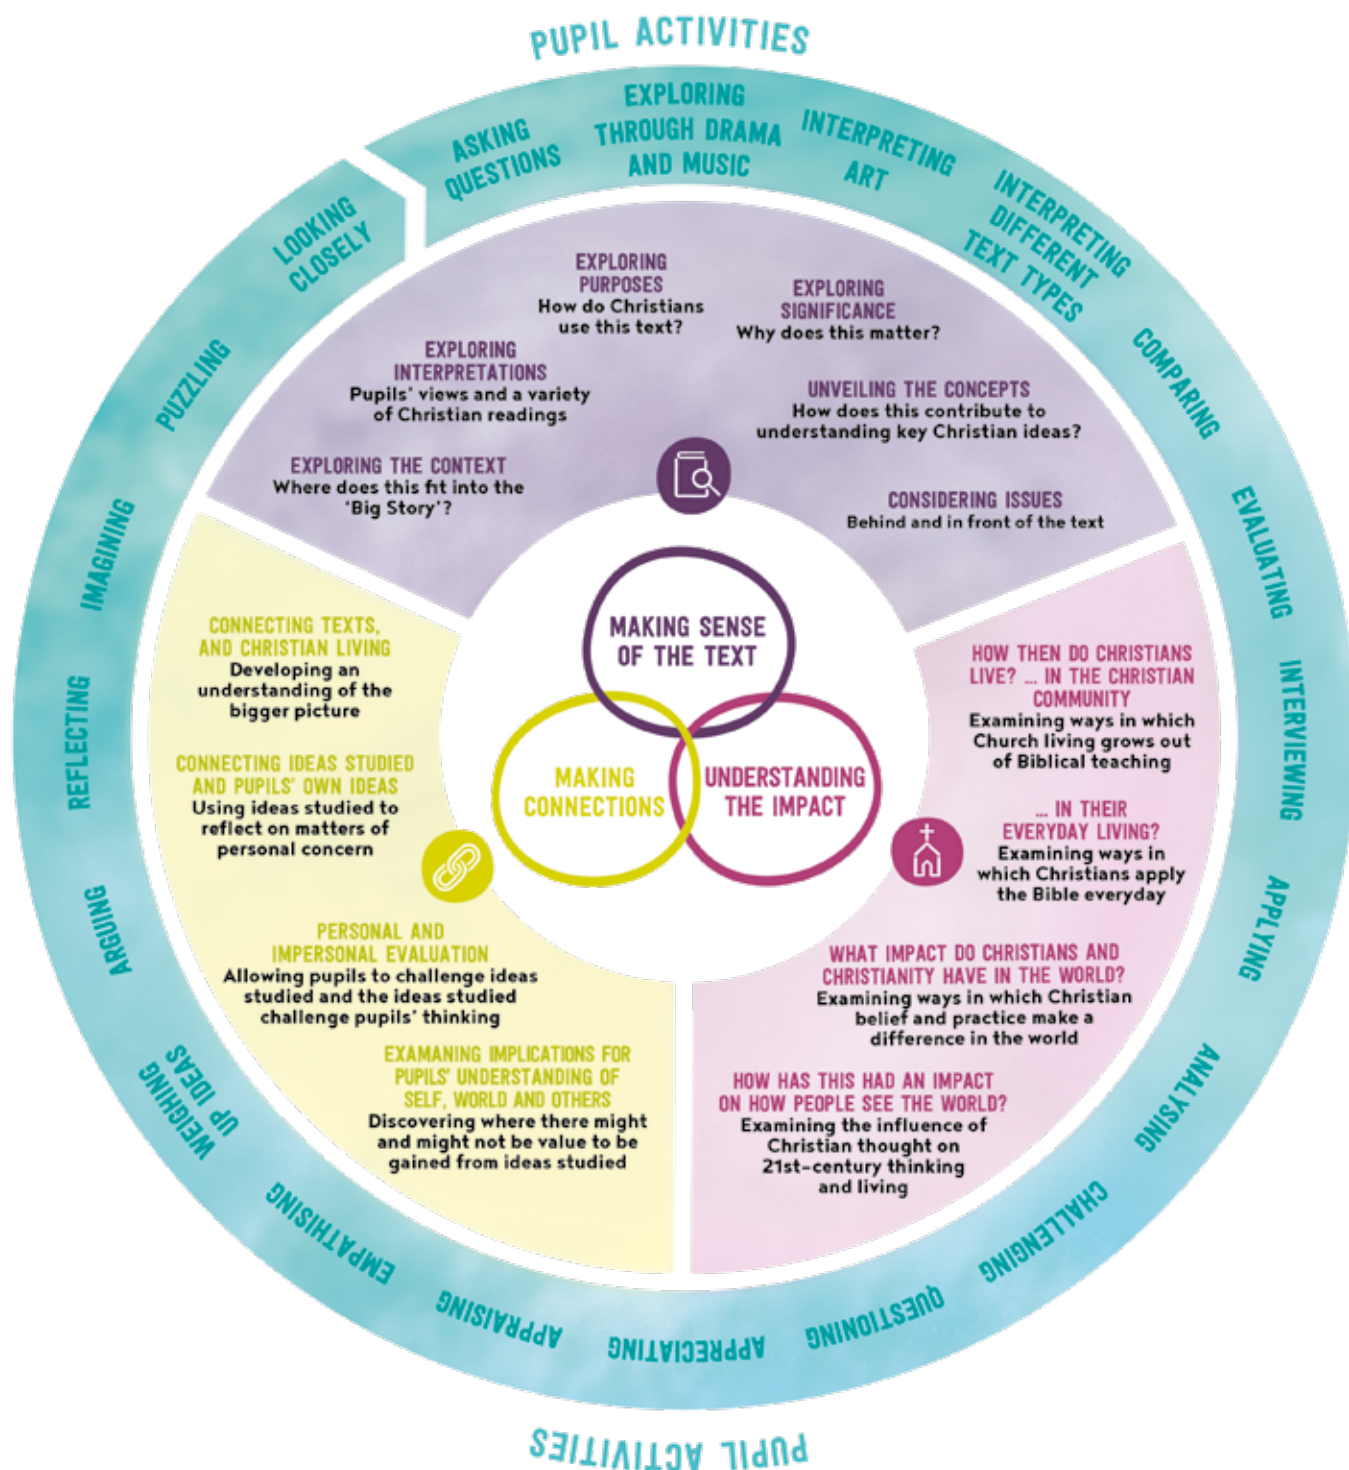 PUPIL ACTIVITIES
ASKING
QUESTIONS
EXPLORING
THROUGH DRAMA
AND MUSIC
INTERPRETING
ART
INTERPRETING
DIFFERENT
TEXT TYPES
COMPARING
EVALUATING
INTERVIEWING
APPLYING
ANALYSING
CHALLENGING
QUESTIONING
APPRECIATING
APPRAISING
EMPATHISING
WEIGHING
UP IDEAS
ARGUING
REFLECTING
IMAGINING
PUZZLING
LOOKING
CLOSELY
EXPLORING THE CONTEXT
Where does this fit into the
'Big Story'?
EXPLORING
INTERPRETATIONS
Pupils' views and a variety
of Christian readings
EXPLORING
PURPOSES
How do Christians
use this text?
EXPLORING
SIGNIFICANCE
Why does this matter?
UNVEILING THE CONCEPTS
How does this contribute to
understanding key Christian ideas?
CONSIDERING ISSUES
Behind and in front of the text
MAKING SENSE
OF THE TEXT
MAKING
CONNECTIONS
UNDERSTANDING
THE IMPACT
HOW THEN DO CHRISTIANS
LIVE? ... IN THE CHRISTIAN
COMMUNITY
Examining ways in which
Church living grows out
of Biblical teaching
... IN THEIR
EVERYDAY LIVING?
Examining ways in
which Christians apply
the Bible everyday
WHAT IMPACT DO CHRISTIANS AND
CHRISTIANITY HAVE IN THE WORLD?
Examining ways in which Christian
belief and practice make a
difference in the world
HOW HAS THIS HAD AN IMPACT
ON HOW PEOPLE SEE THE WORLD?
Examining the influence of
Christian thought on
21st-century thinking
and living
CONNECTING TEXTS,
AND CHRISTIAN LIVING
Developing an
understanding of the
bigger picture
CONNECTING IDEAS STUDIED
AND PUPILS' OWN IDEAS
Using ideas studied to
reflect on matters of
personal concern
PERSONAL AND
IMPERSONAL EVALUATION
Allowing pupils to challenge ideas
studied and the ideas studied
challenge pupils' thinking
EXAMANING IMPLICATIONS FOR
PUPILS' UNDERSTANDING OF
SELF, WORLD AND OTHERS
Discovering where there might
and might not be value to be
gained from ideas studied
PUPIL ACTIVITIES